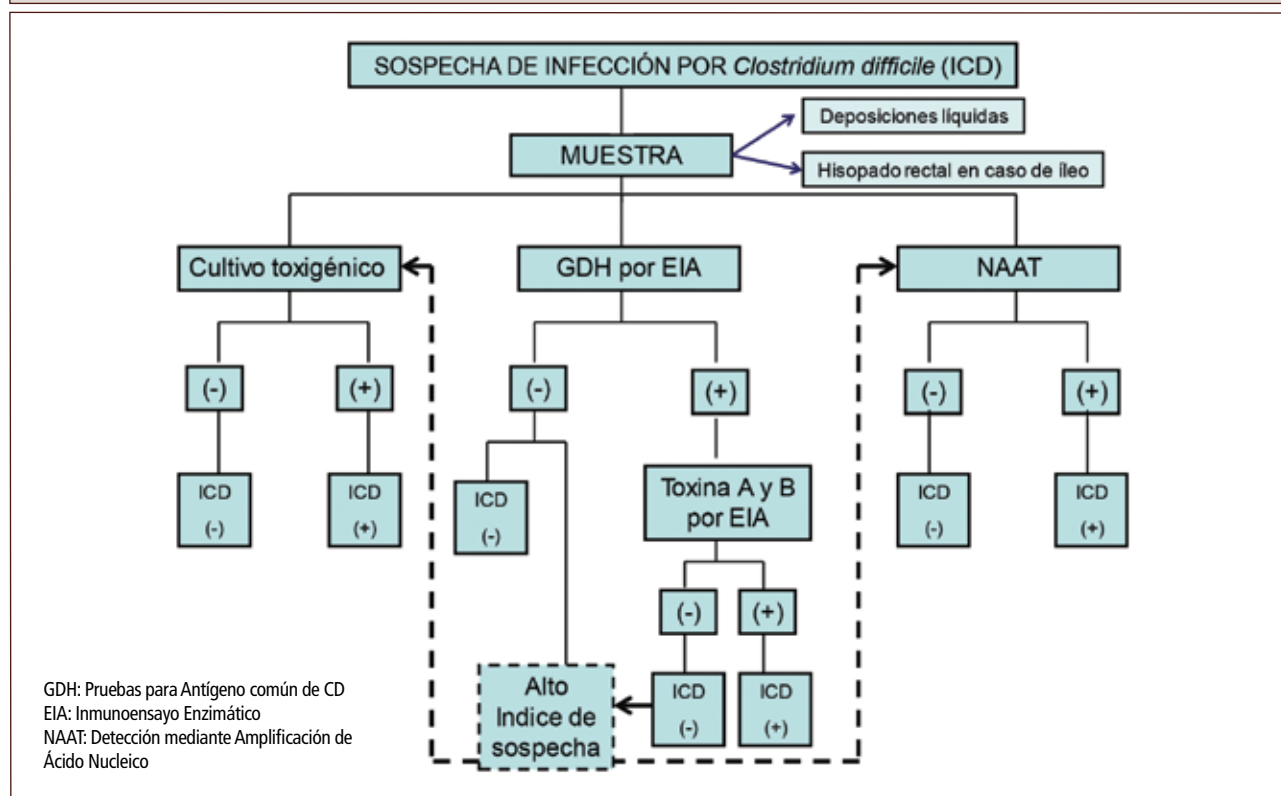 SOSPECHA DE INFECCIÓN POR Clostridium difficile (ICD)
Deposiciones líquidas
MUESTRA
Hisopado rectal en caso de íleo
Cultivo toxigénico
GDH por EIA
NAAT
(-)
(+)
(-)
(+)
(-)
(+)
ICD
(-)
ICD
(+)
ICD
(-)
Toxina A y B
por EIA
ICD
(-)
ICD
(+)
(-)
(+)
Alto
Indice de
sospecha
ICD
(-)
ICD
(+)
GDH: Pruebas para Antígeno común de CD
EIA: Inmunoensayo Enzimático
NAAT: Detección mediante Amplificación de
Ácido Nucleico